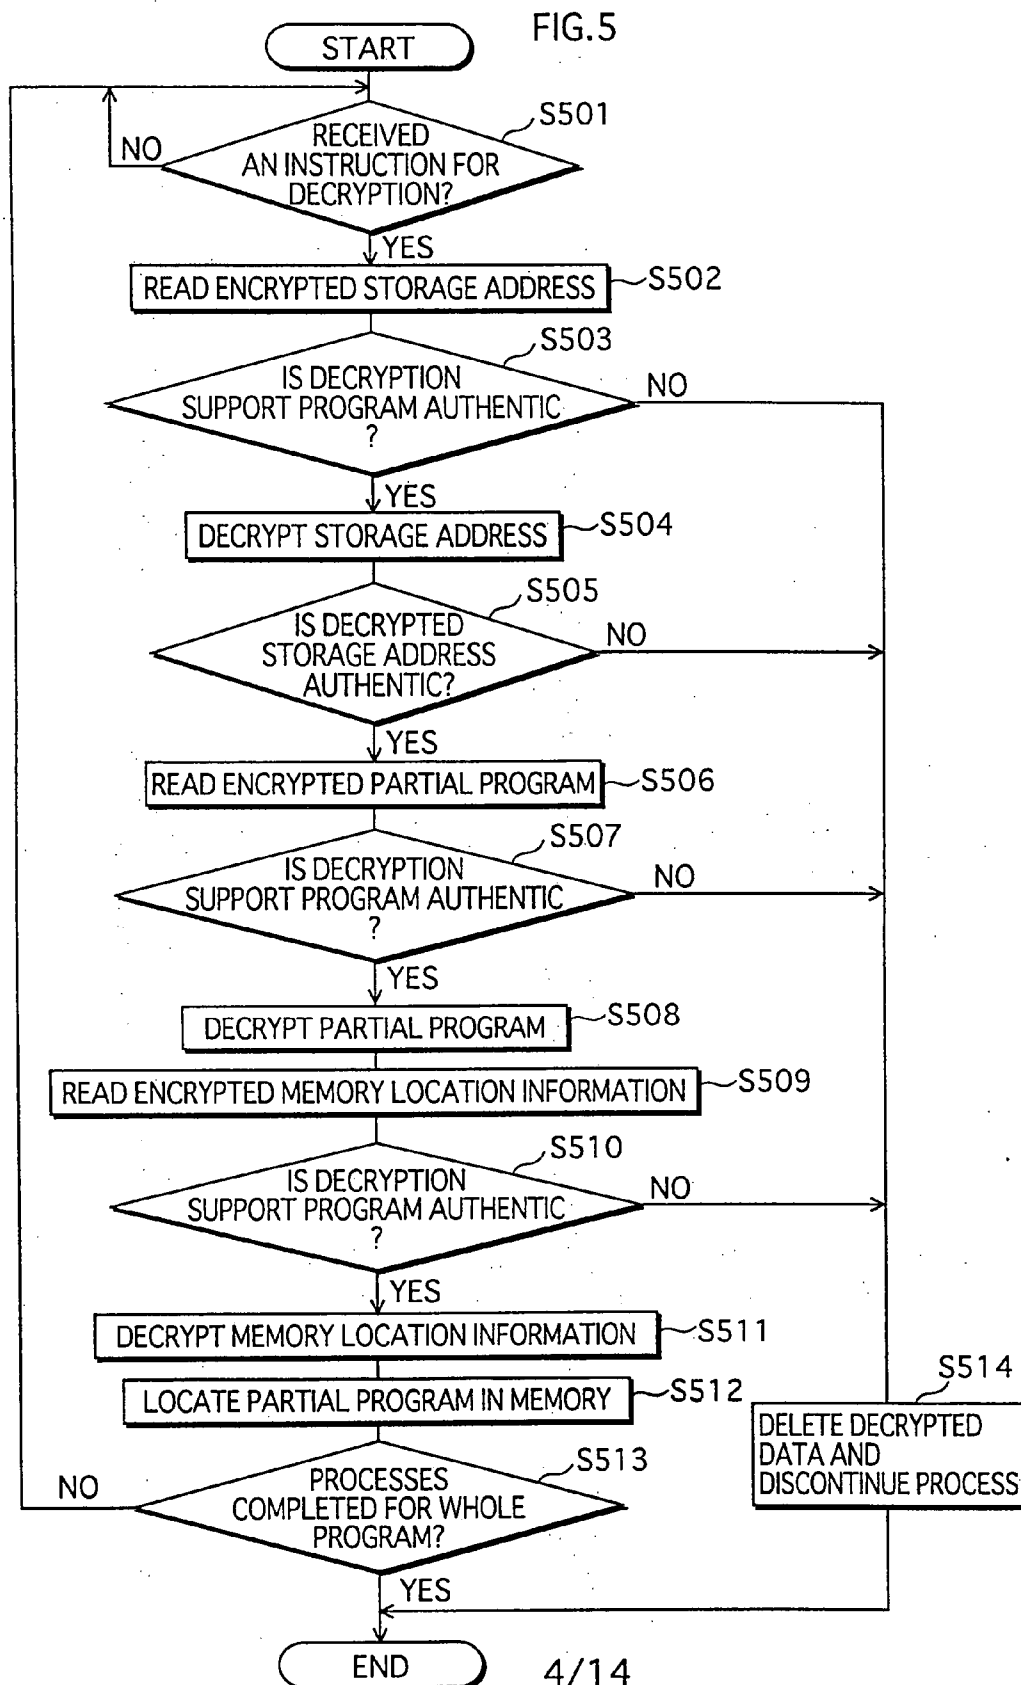 FIG.5
START
S501
RECEIVED
AN INSTRUCTION FOR
DECRYPTION?
NO
YES
READ ENCRYPTED STORAGE ADDRESS
S502
S503
IS DECRYPTION
SUPPORT PROGRAM AUTHENTIC
?
NO
YES
DECRYPT STORAGE ADDRESS
S504
S505
IS DECRYPTED
STORAGE ADDRESS
AUTHENTIC?
NO
YES
READ ENCRYPTED PARTIAL PROGRAM
S506
S507
IS DECRYPTION
SUPPORT PROGRAM AUTHENTIC
?
NO
YES
DECRYPT PARTIAL PROGRAM
S508
READ ENCRYPTED MEMORY LOCATION INFORMATION
S509
S510
IS DECRYPTION
SUPPORT PROGRAM AUTHENTIC
?
NO
YES
DECRYPT MEMORY LOCATION INFORMATION
S511
LOCATE PARTIAL PROGRAM IN MEMORY
S512
S513
PROCESSES
COMPLETED FOR WHOLE
PROGRAM?
NO
YES
S514
DELETE DECRYPTED
DATA AND
DISCONTINUE PROCESS
END
4/14